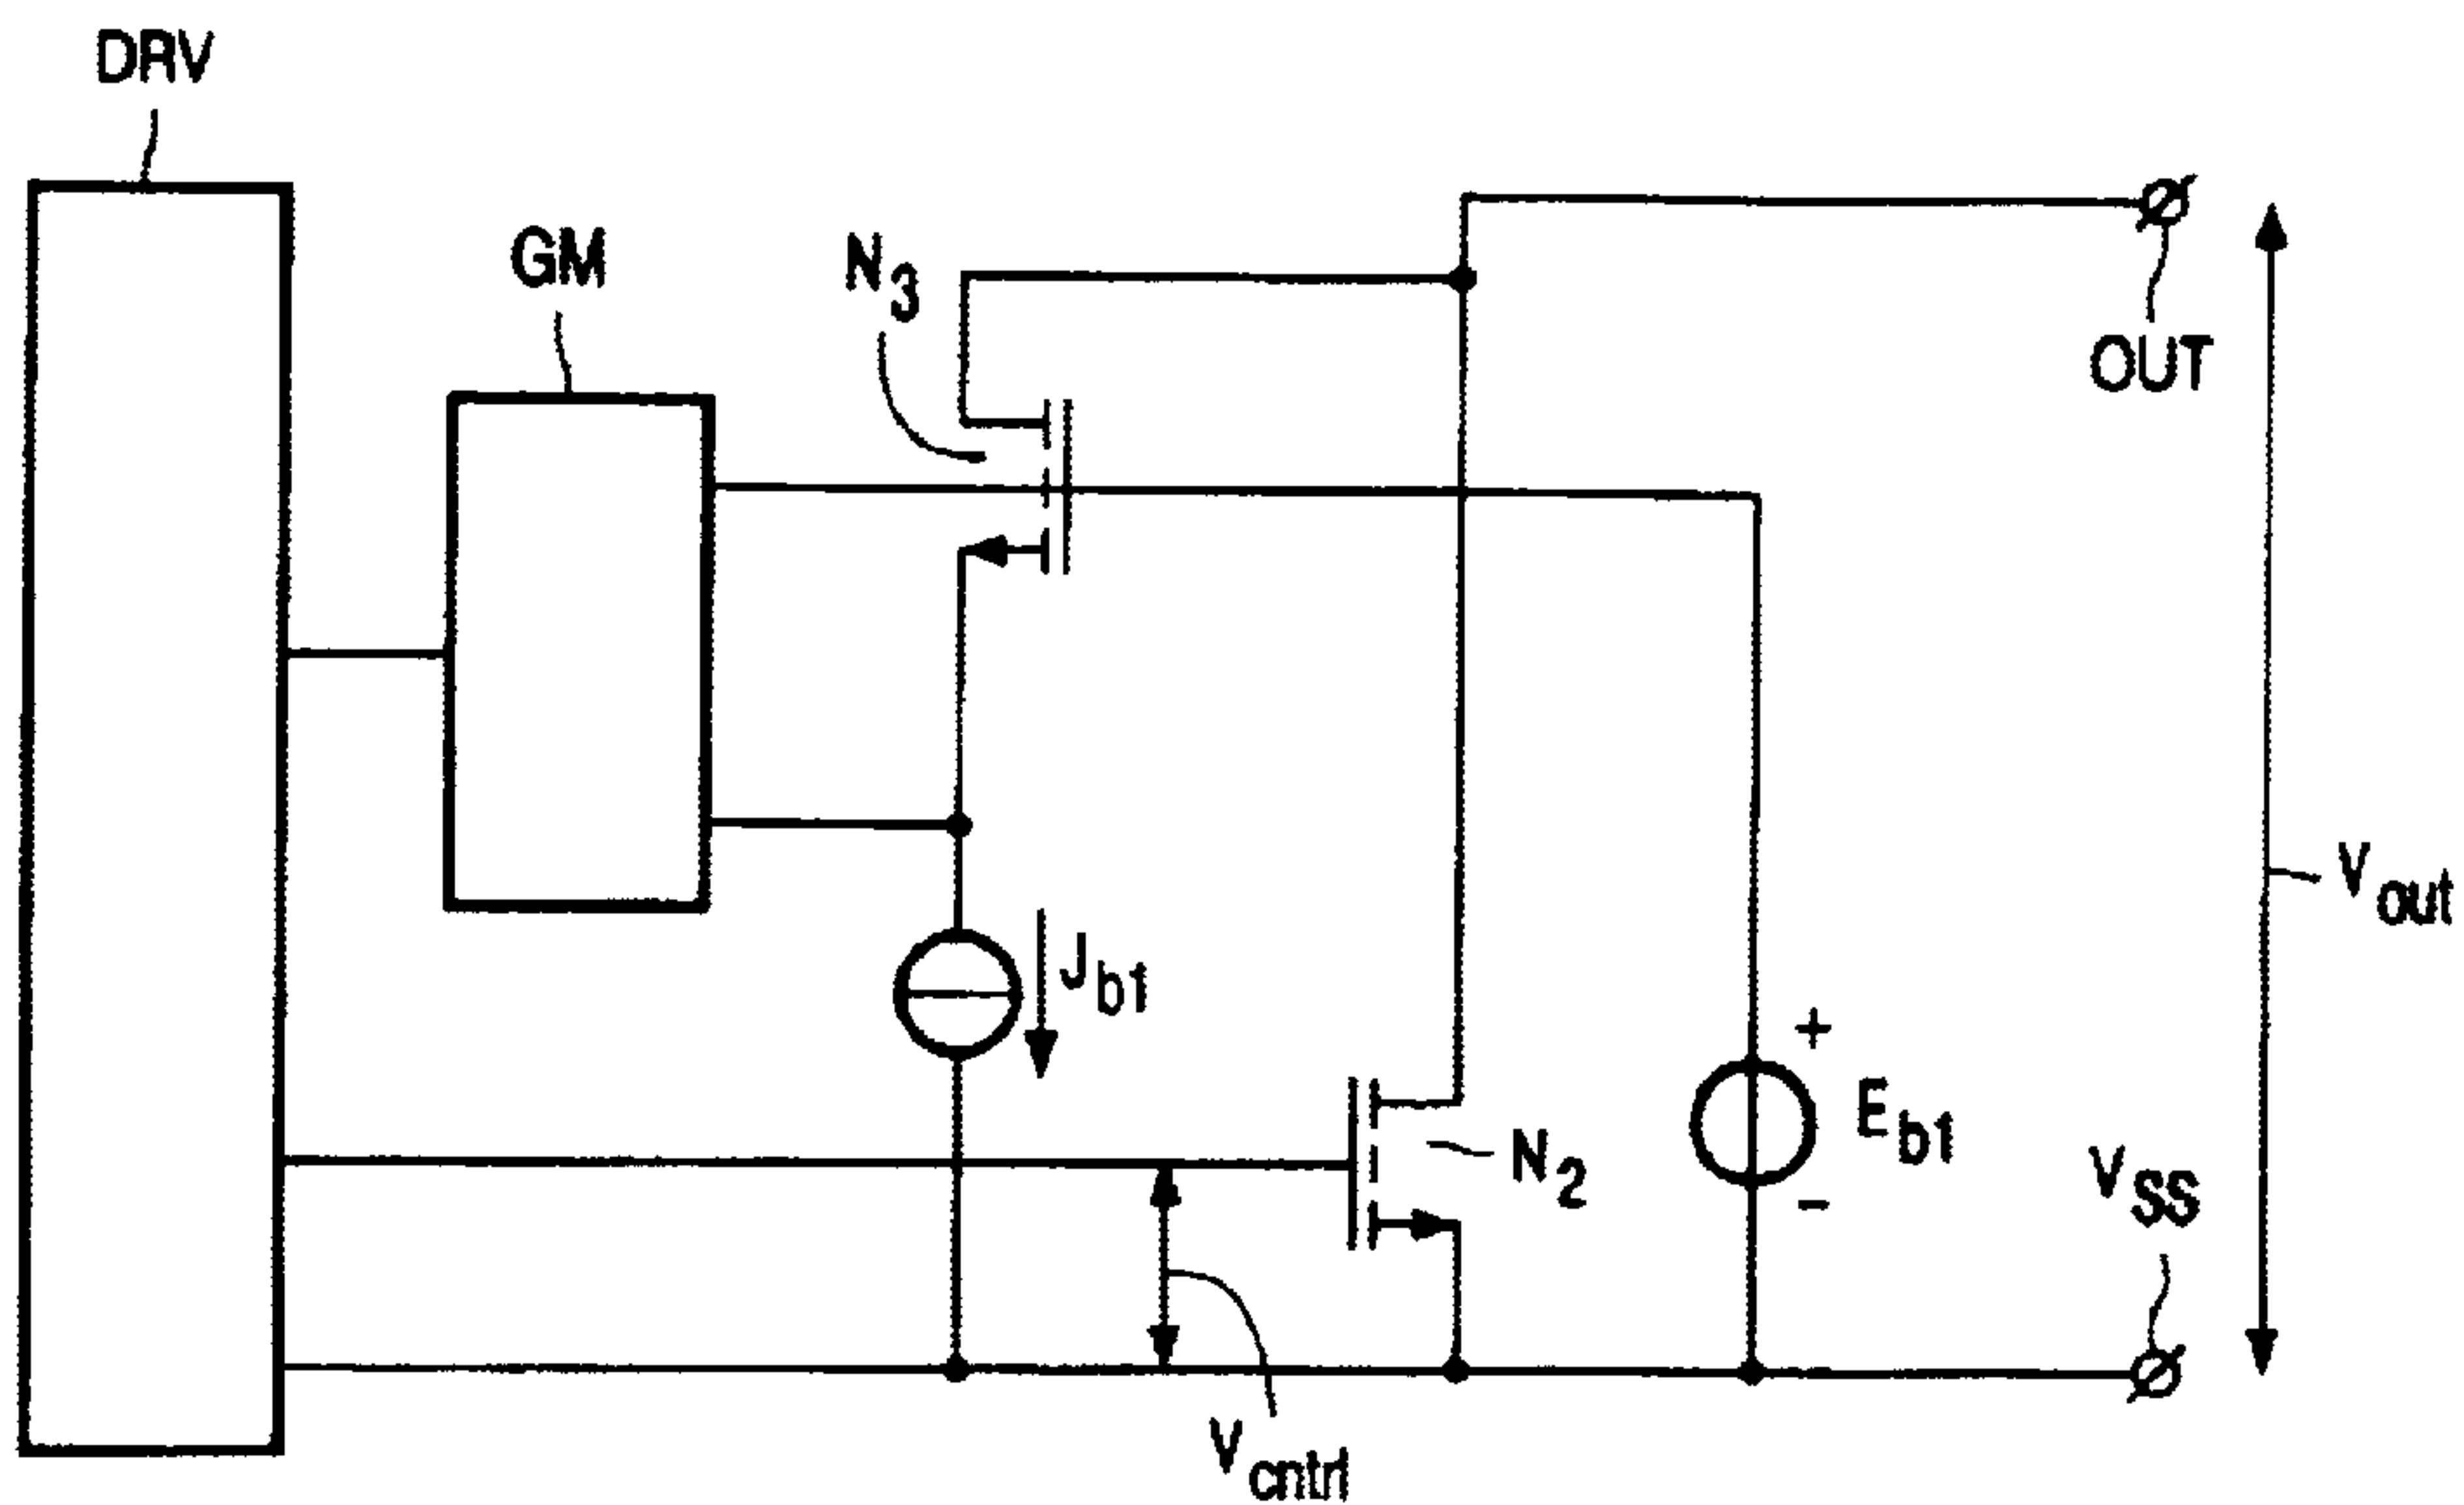 DRV
GM
N3
OUT
Vout
Jb1
+
Eb1
-
N2
VSS
Vcntrl